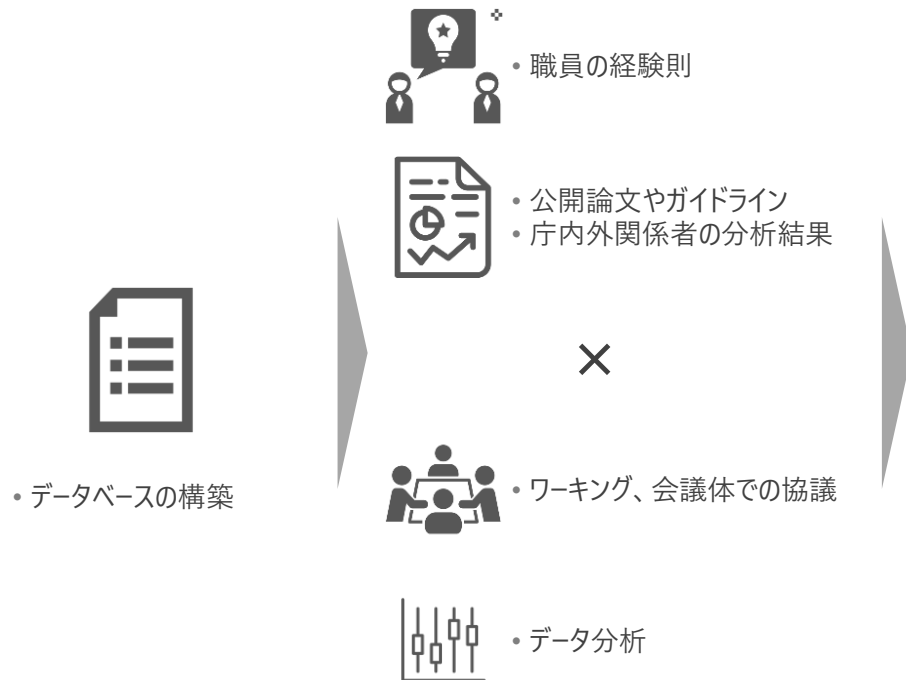 • 職員の経験則
• 公開論文やガイドライン
• 庁内外関係者の分析結果
×
• データベースの構築
• ワーキング、会議体での協議
• データ分析